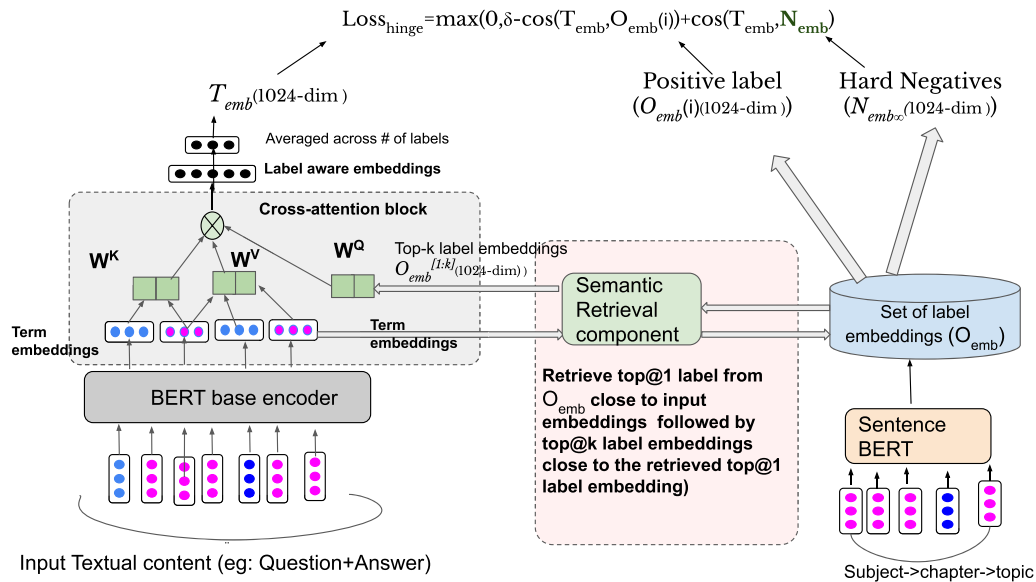 Loss_hinge=max(0,δ-cos(T_emb,O_emb(i))+cos(T_emb,N_emb)
T_emb(1024-dim )
Positive label
(O_emb(i)(1024-dim ))
Hard Negatives
(N_emb∞(1024-dim))
Averaged across # of labels
Label aware embeddings
Cross-attention block
W^K
W^V
W^Q
Top-k label embeddings
O_emb^[1:k](1024-dim))
Term
embeddings
Term
embeddings
Semantic
Retrieval
component
Set of label
embeddings (O_emb)
BERT base encoder
Retrieve top@1 label from
O_emb close to input
embeddings followed by
top@k label embeddings
close to the retrieved top@1
label embedding)
Sentence
BERT
Input Textual content (eg: Question+Answer)
Subject->chapter->topic